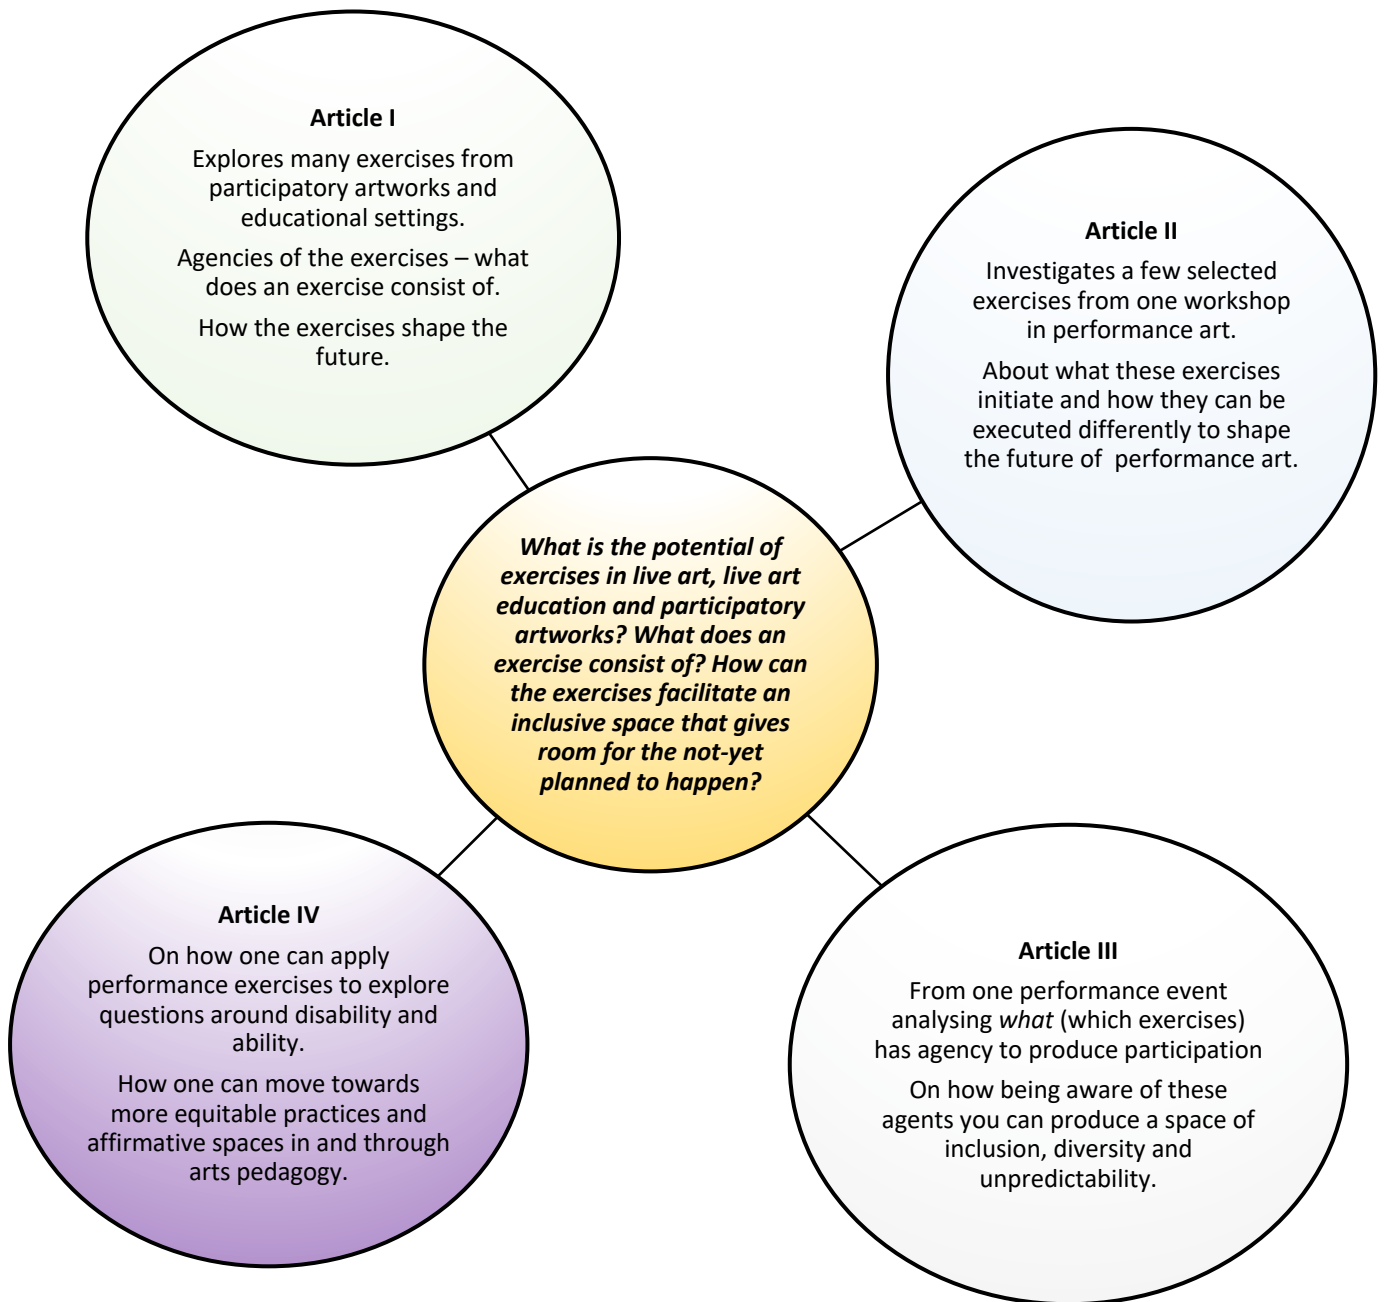 Article I
Explores many exercises from
participatory artworks and
educational settings.
Agencies of the exercises – what
does an exercise consist of.
How the exercises shape the
future.
Article II
Investigates a few selected
exercises from one workshop
in performance art.
About what these exercises
initiate and how they can be
executed differently to shape
the future of  performance art.
What is the potential of
exercises in live art, live art
education and participatory
artworks? What does an
exercise consist of? How can
the exercises facilitate an
inclusive space that gives
room for the not-yet
planned to happen?
Article IV
On how one can apply
performance exercises to explore
questions around disability and
ability.
How one can move towards
more equitable practices and
affirmative spaces in and through
arts pedagogy.
Article III
From one performance event
analysing what (which exercises)
has agency to produce participation
On how being aware of these
agents you can produce a space of
inclusion, diversity and
unpredictability.